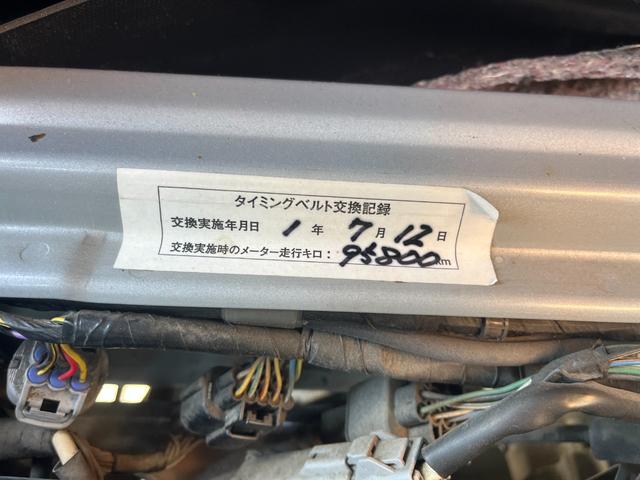 タイミングベルト交換記録
交換実施年月日 1 年 7 月 12 日
交換実施時のメーター走行キロ: 95800 km